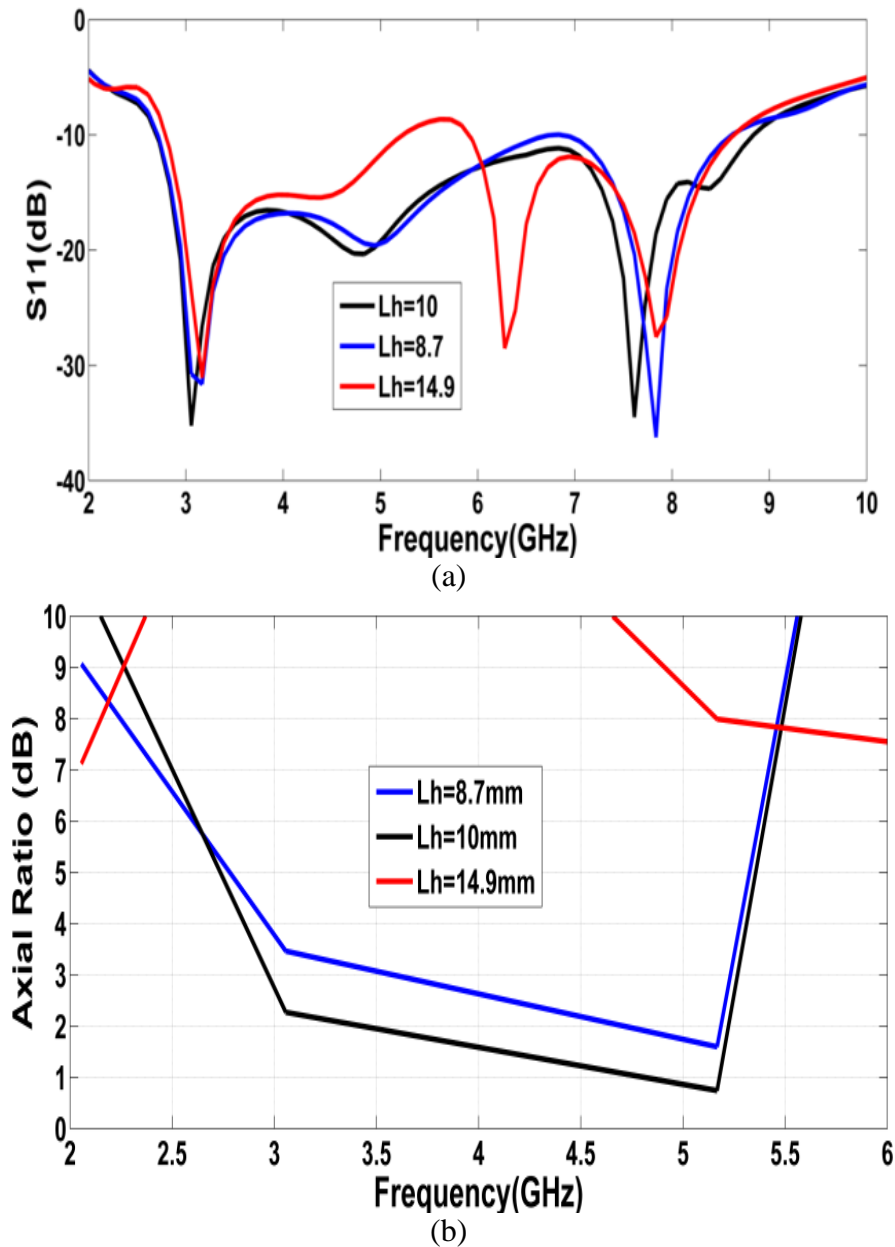 0
-10
-20
-30
-40
S11(dB)
Lh=10
Lh=8.7
Lh=14.9
2 3 4 5 6 7 8 9 10
Frequency(GHz)
(a)
10
9
8
7
6
5
4
3
2
1
0
Axial Ratio (dB)
Lh=8.7mm
Lh=10mm
Lh=14.9mm
2 2.5 3 3.5 4 4.5 5 5.5 6
Frequency(GHz)
(b)